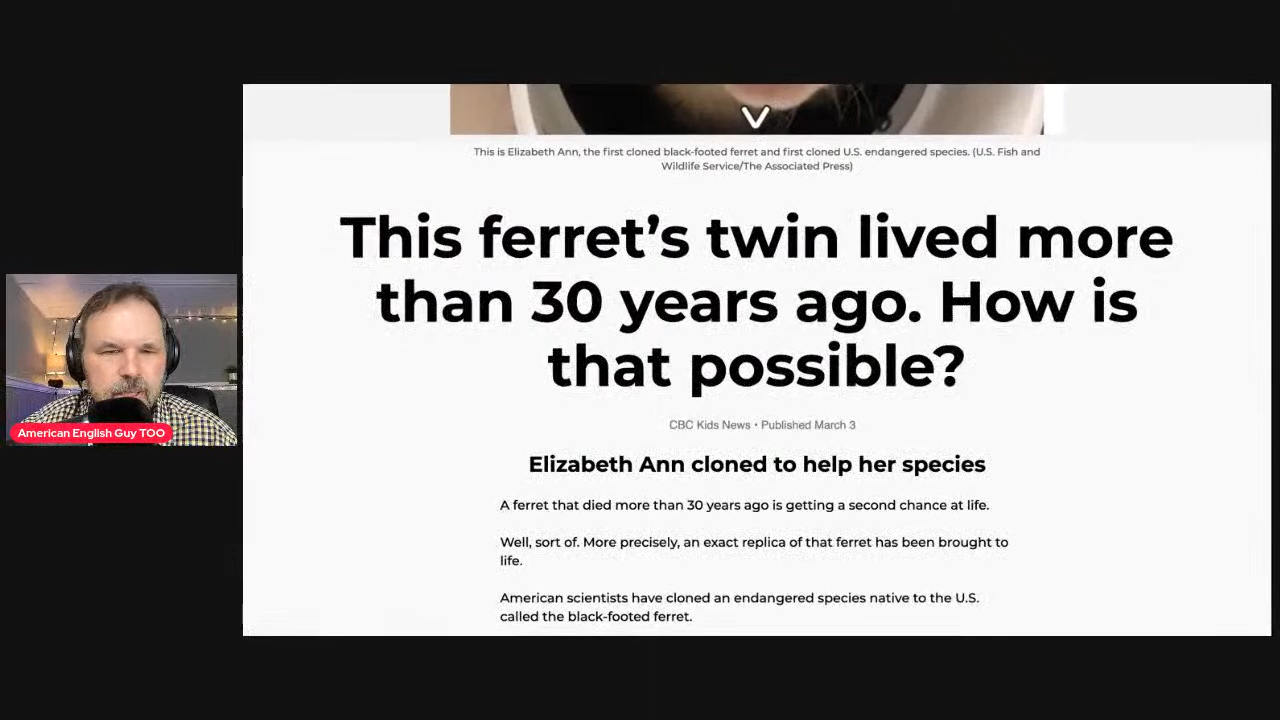 This is Elizabeth Ann, the first cloned black-footed ferret and first cloned U.S. endangered species. (U.S. Fish and
Wildlife Service/The Associated Press)
This ferret’s twin lived more
than 30 years ago. How is
that possible?
CBC Kids News • Published March 3
Elizabeth Ann cloned to help her species
A ferret that died more than 30 years ago is getting a second chance at life.
Well, sort of. More precisely, an exact replica of that ferret has been brought to
life.
American scientists have cloned an endangered species native to the U.S.
called the black-footed ferret.
American English Guy TOO